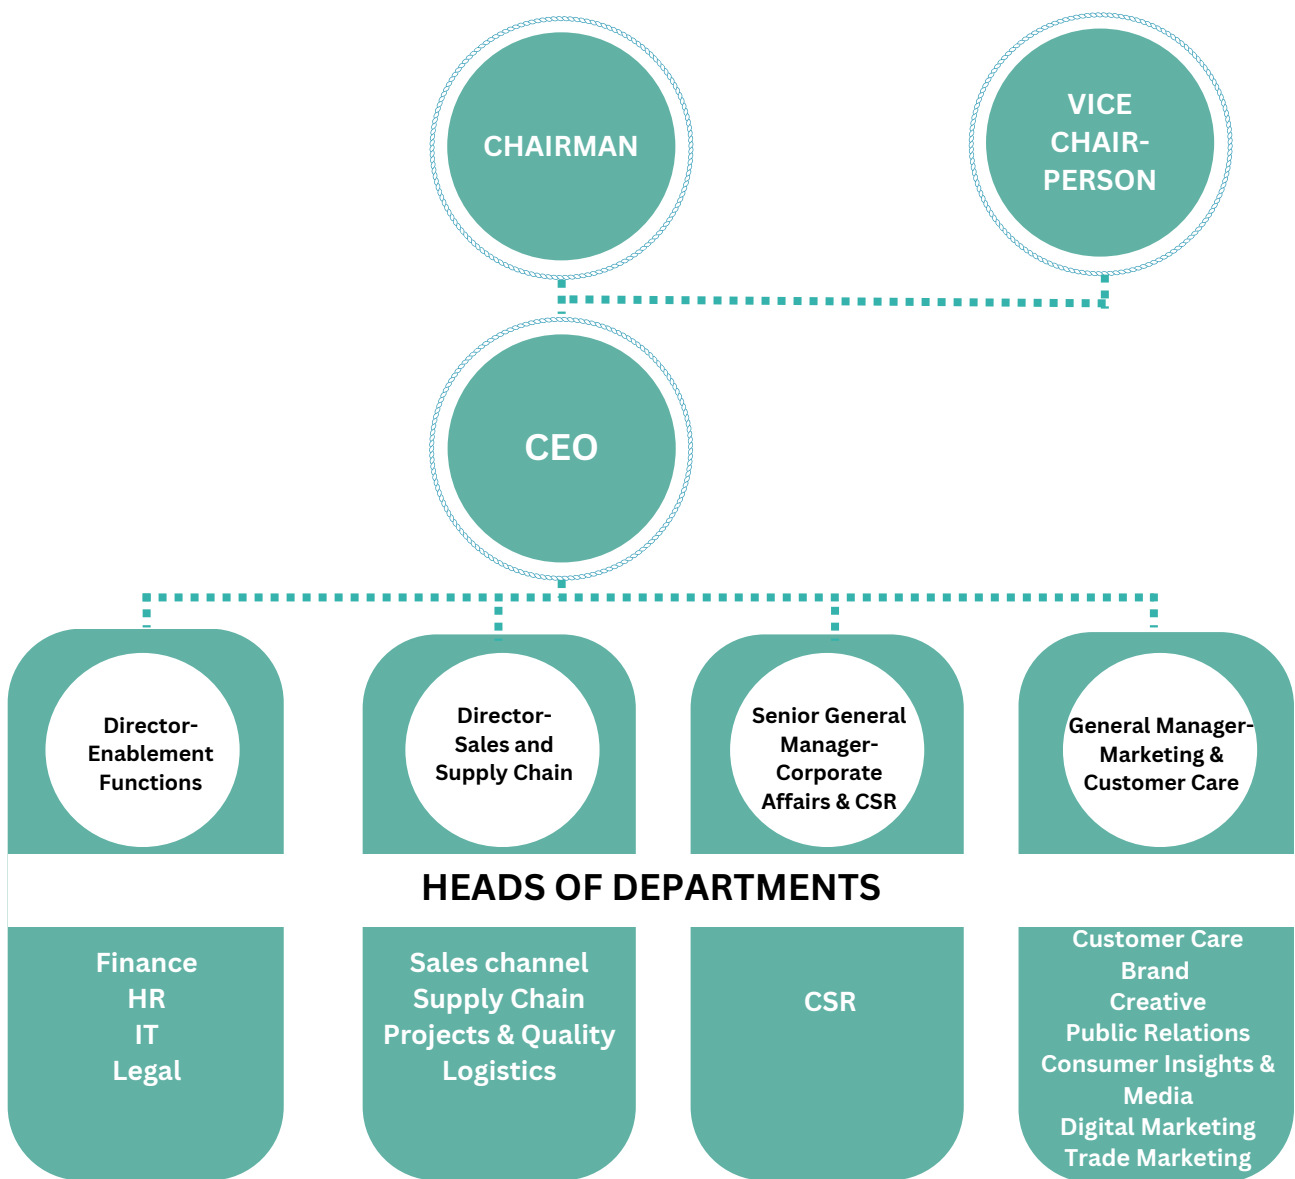 CHAIRMAN
VICE
CHAIR-
PERSON
CEO
Director-
Enablement
Functions
Director-
Sales and
Supply Chain
Senior General
Manager-
Corporate
Affairs & CSR
General Manager-
Marketing &
Customer Care
HEADS OF DEPARTMENTS
Finance
HR
IT
Legal
Sales channel
Supply Chain
Projects & Quality
Logistics
CSR
Customer Care
Brand
Creative
Public Relations
Consumer Insights &
Media
Digital Marketing
Trade Marketing